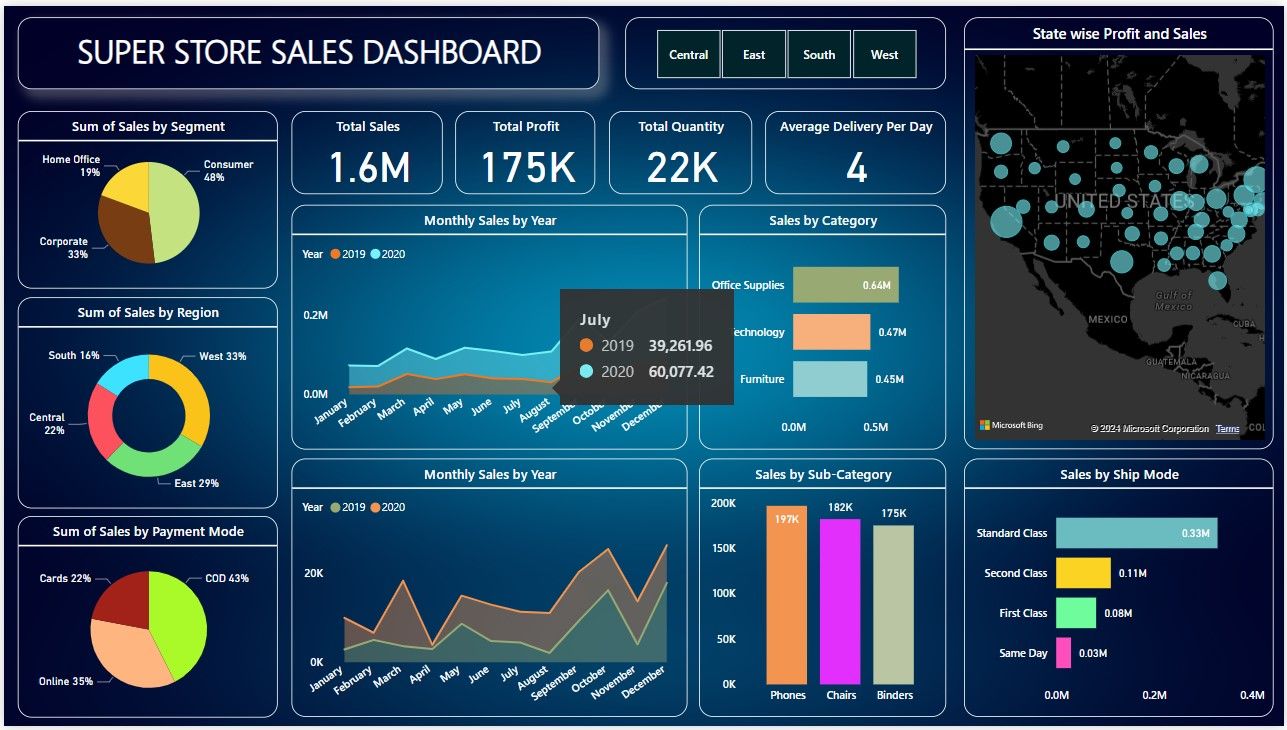 SUPER STORE SALES DASHBOARD
Central
East
South
West
State wise Profit and Sales
UNITED STATES
MEXICO
Gulf of
Mexico
CUBA
GUATEMALA
NICARAGUA
Microsoft Bing
© 2024 Microsoft Corporation Terms
COL
Sum of Sales by Segment
Home Office
19%
Consumer
48%
Corporate
33%
Total Sales
1.6M
Total Profit
175K
Total Quantity
22K
Average Delivery Per Day
4
Sum of Sales by Region
South 16%
West 33%
Central
22%
East 29%
Monthly Sales by Year
Year 2019 2020
0.2M
0.0M
January
February
March
April
May
June
July
August
Septemb
Octobe
Novemb
Decemb
July
2019 39,261.96
2020 60,077.42
Sales by Category
Office Supplies
0.64M
echnology
0.47M
Furniture
0.45M
0.0M
0.5M
Sum of Sales by Payment Mode
Cards 22%
COD 43%
Online 35%
Monthly Sales by Year
Year 2019 2020
20K
0K
January
February
March
April
May
June
July
August
September
October
November
December
Sales by Sub-Category
200K
150K
100K
50K
0K
197K
182K
175K
Phones
Chairs
Binders
Sales by Ship Mode
Standard Class
0.33M
Second Class
0.11M
First Class
0.08M
Same Day
0.03M
0.0M
0.2M
0.4M